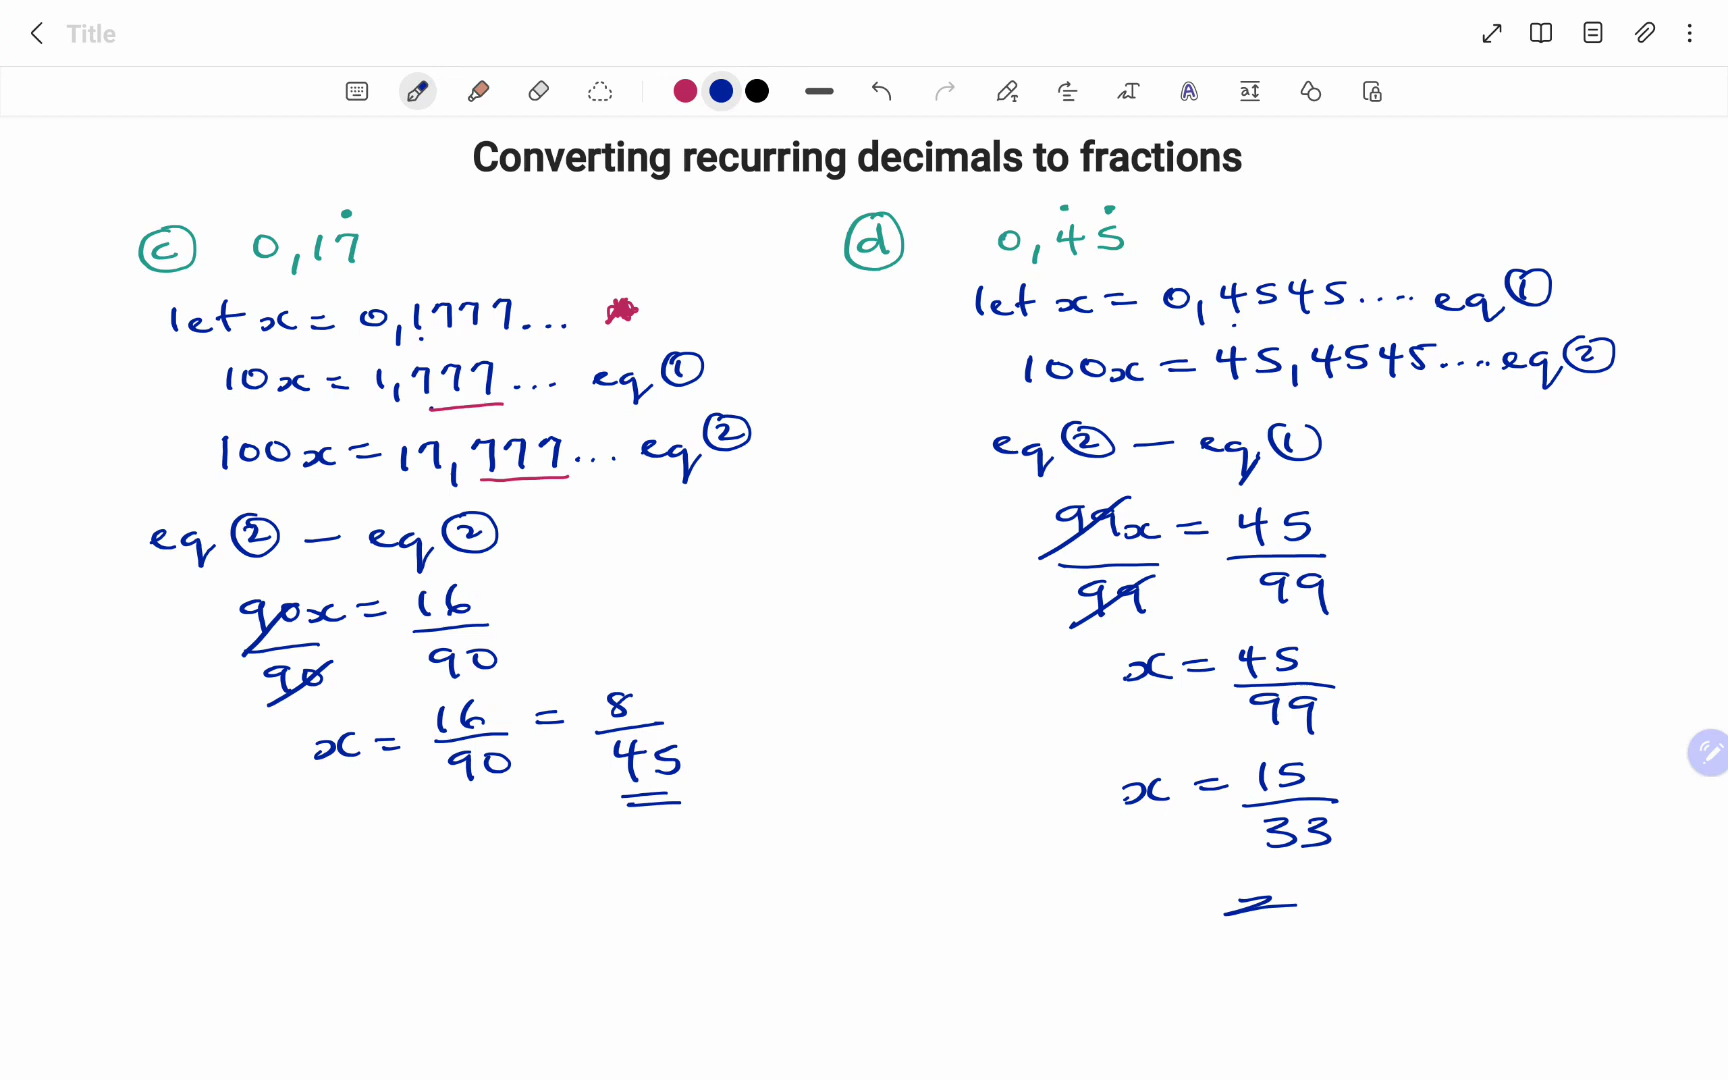 Title
Converting recurring decimals to fractions
ⓒ 0,17̇
let x = 0,1777...
10x = 1,777... eq ①
100x = 17,777... eq ②
eq ② - eq ②
90x/90 = 16/90
x = 16/90 = 8/45
ⓓ 0,4̇5̇
let x = 0,4545.... eq ①
100x = 45,4545.... eq ②
eq ② - eq ①
99x/99 = 45/99
x = 45/99
x = 15/33